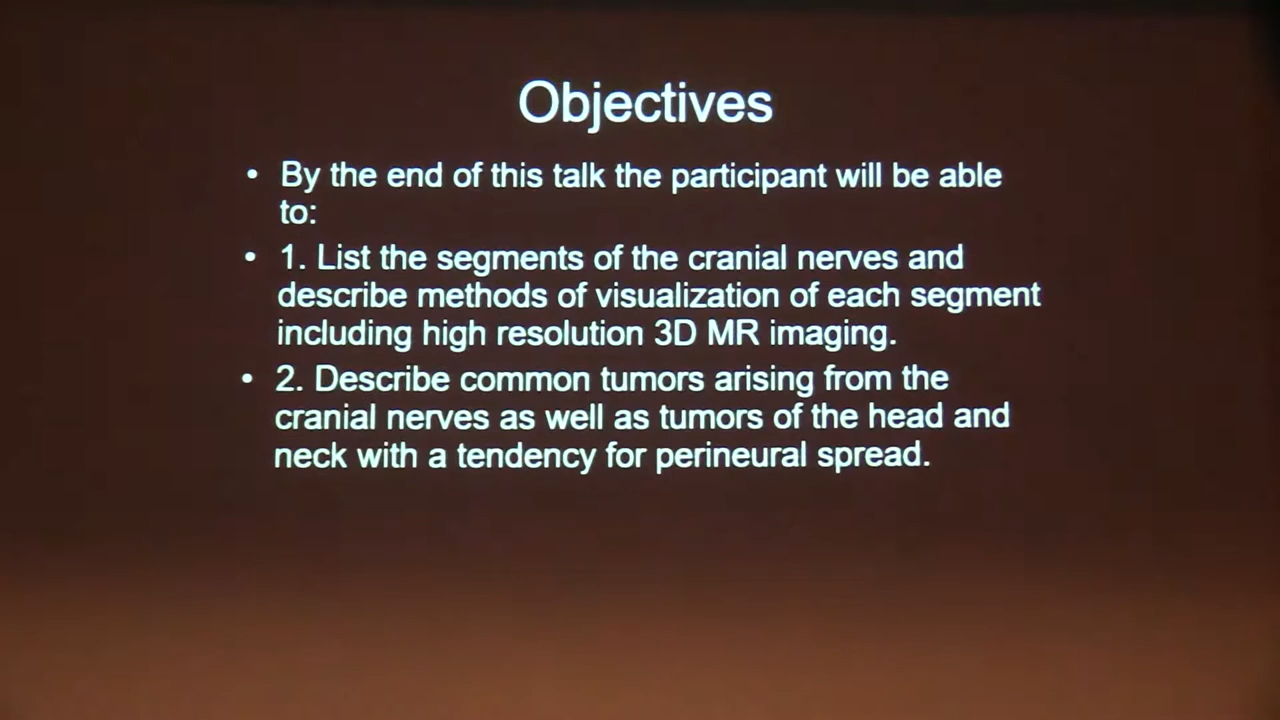 Objectives
• By the end of this talk the participant will be able
to:
• 1. List the segments of the cranial nerves and
describe methods of visualization of each segment
including high resolution 3D MR imaging.
• 2. Describe common tumors arising from the
cranial nerves as well as tumors of the head and
neck with a tendency for perineural spread.